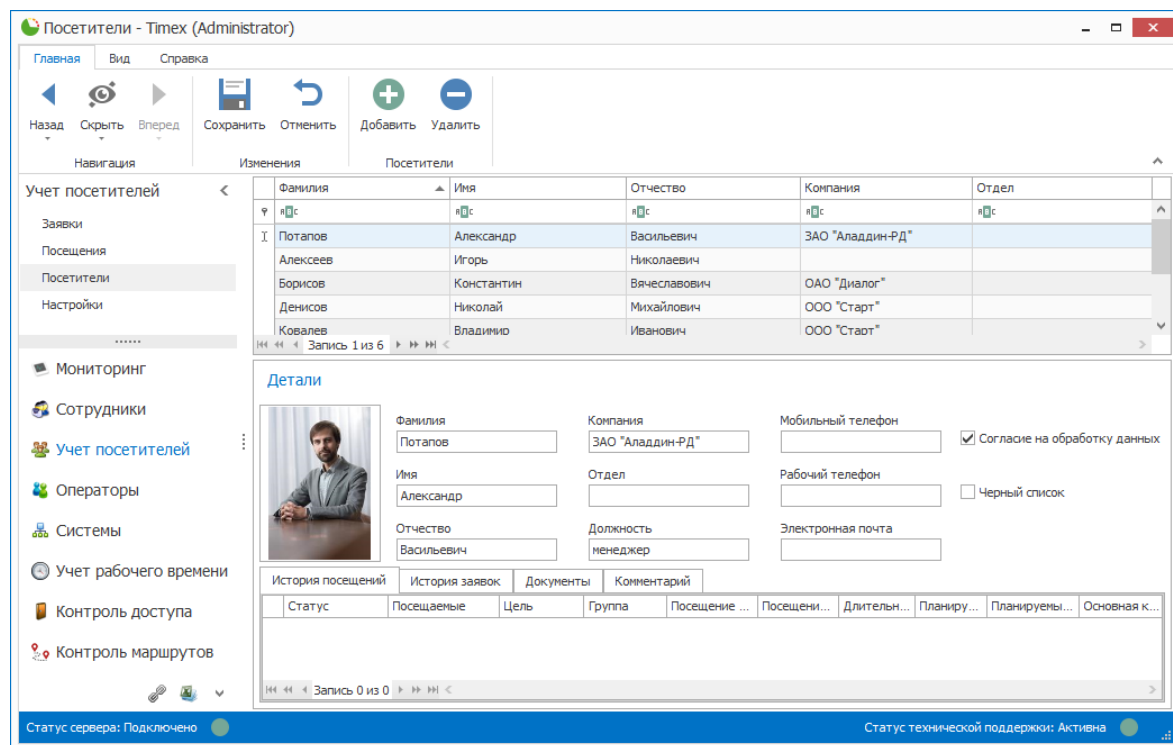 Посетители - Timex (Administrator)
Главная Вид Справка
Назад Скрыть Вперед Сохранить Отменить Добавить Удалить
Навигация Изменения Посетители
Учет посетителей
Заявки
Посещения
Посетители
Настройки
Мониторинг
Сотрудники
Учет посетителей
Операторы
Системы
Учет рабочего времени
Контроль доступа
Контроль маршрутов
Фамилия Имя Отчество Компания Отдел
Потапов Александр Васильевич ЗАО "Аладдин-РД"
Алексеев Игорь Николаевич
Борисов Константин Вячеславович ОАО "Диалог"
Денисов Николай Михайлович ООО "Старт"
Ковалев Владимир Иванович ООО "Старт"
Запись 1 из 6
Детали
Фамилия Компания Мобильный телефон
Потапов ЗАО "Аладдин-РД" Согласие на обработку данных
Имя Отдел Рабочий телефон
Александр Черный список
Отчество Должность Электронная почта
Васильевич менеджер
История посещений История заявок Документы Комментарий
Статус Посещаемые Цель Группа Посещение ... Посещени... Длительн... Планиру... Планируемы... Основная к...
Запись 0 из 0
Статус сервера: Подключено Статус технической поддержки: Активна